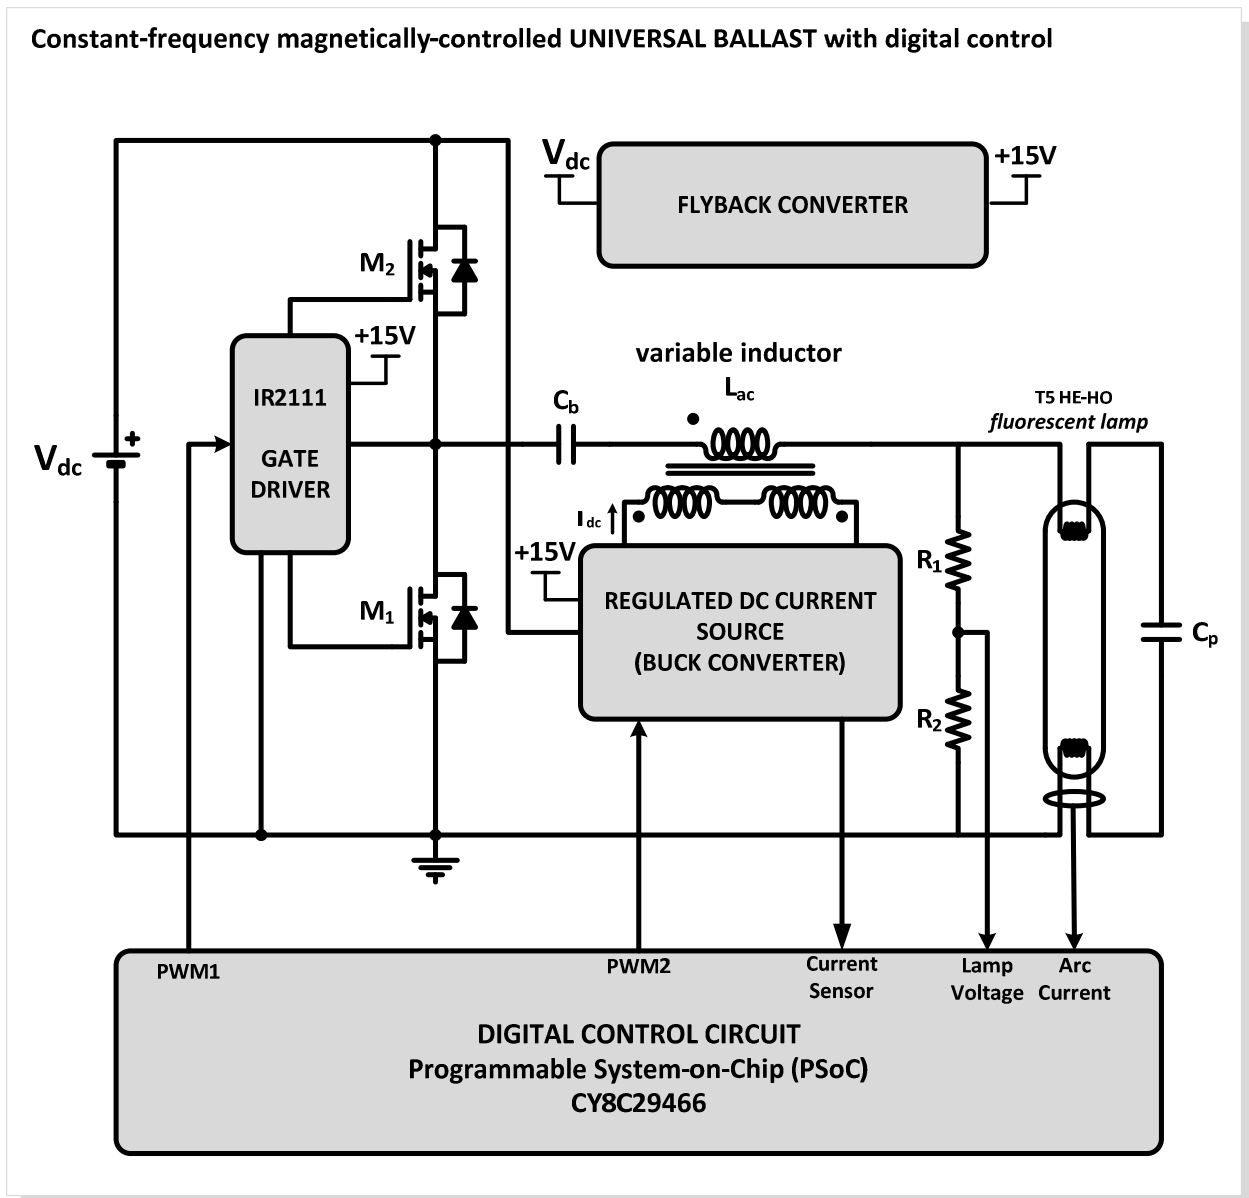 Constant-frequency magnetically-controlled UNIVERSAL BALLAST with digital control
Vdc
+15V
FLYBACK CONVERTER
M2
+15V
IR2111
GATE
DRIVER
variable inductor
Lac
Cb
T5 HE-HO
fluorescent lamp
Vdc
+
Idc
+15V
REGULATED DC CURRENT
SOURCE
(BUCK CONVERTER)
R1
M1
Cp
R2
PWM1
PWM2
Current
Sensor
Lamp
Voltage
Arc
Current
DIGITAL CONTROL CIRCUIT
Programmable System-on-Chip (PSoC)
CY8C29466